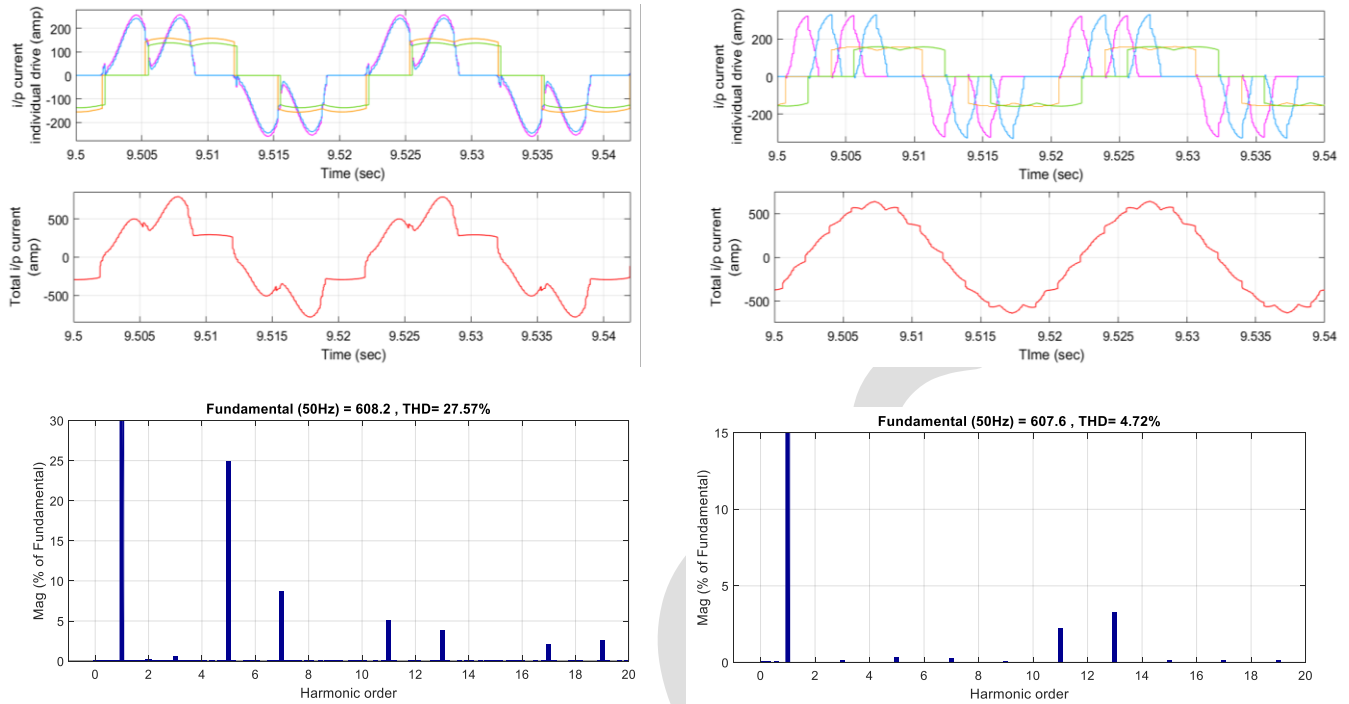 i/p current
individual drive (amp)
200
100
0
-100
-200
9.5 9.505 9.51 9.515 9.52 9.525 9.53 9.535 9.54
Time (sec)
Total i/p current
(amp)
500
0
-500
9.5 9.505 9.51 9.515 9.52 9.525 9.53 9.535 9.54
Time (sec)
i/p current
individual drive (amp)
200
0
-200
9.5 9.505 9.51 9.515 9.52 9.525 9.53 9.535 9.54
Time (sec)
Total i/p current
(amp)
500
0
-500
9.5 9.505 9.51 9.515 9.52 9.525 9.53 9.535 9.54
TIme (sec)
Fundamental (50Hz) = 608.2 , THD= 27.57%
Mag (% of Fundamental)
30
25
20
15
10
5
0
0 2 4 6 8 10 12 14 16 18 20
Harmonic order
Fundamental (50Hz) = 607.6 , THD= 4.72%
Mag (% of Fundamental)
15
10
5
0
0 2 4 6 8 10 12 14 16 18 20
Harmonic order